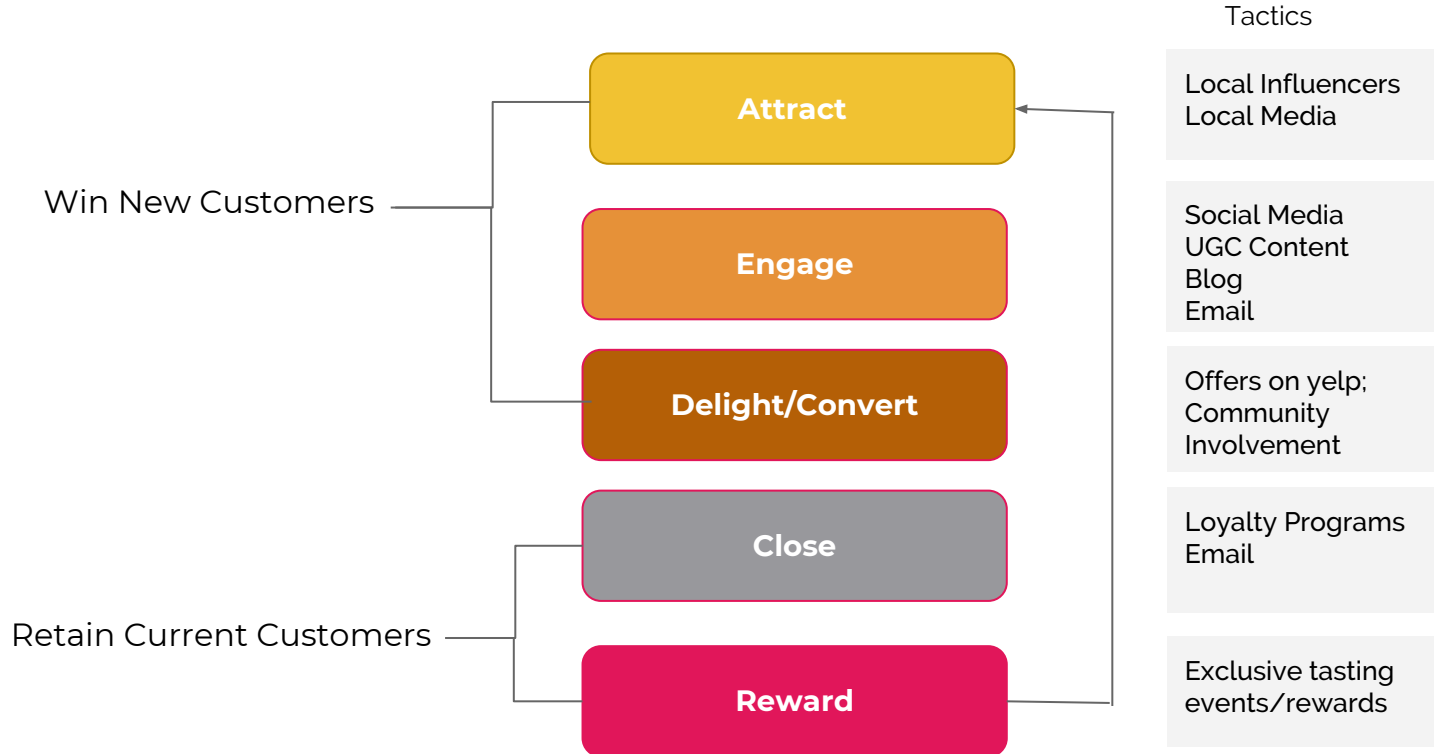 Tactics
Attract
Local Influencers
Local Media
Win New Customers
Engage
Social Media
UGC Content
Blog
Email
Delight/Convert
Offers on yelp;
Community
Involvement
Close
Loyalty Programs
Email
Retain Current Customers
Reward
Exclusive tasting
events/rewards